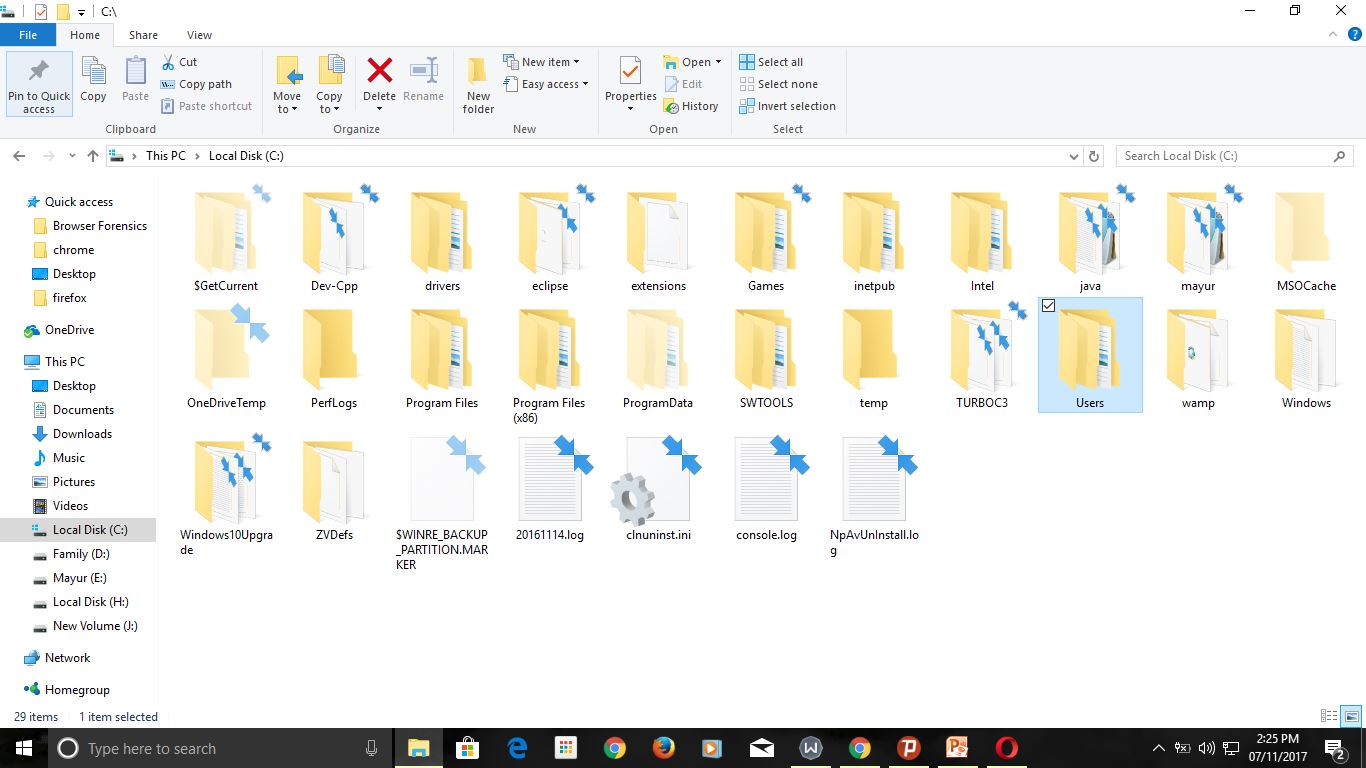 C:\
File Home Share View
Pin to Quick access
Copy
Paste
Cut
Copy path
Paste shortcut
Clipboard
Move to
Copy to
Delete
Rename
Organize
New folder
New item
Easy access
New
Properties
Open
Edit
History
Open
Select all
Select none
Invert selection
Select
This PC > Local Disk (C:)
Search Local Disk (C:)
Quick access
Browser Forensics
chrome
Desktop
firefox
OneDrive
This PC
Desktop
Documents
Downloads
Music
Pictures
Videos
Local Disk (C:)
Family (D:)
Mayur (E:)
Local Disk (H:)
New Volume (J:)
Network
Homegroup
$GetCurrent
Dev-Cpp
drivers
eclipse
extensions
Games
inetpub
Intel
java
mayur
MSOCache
OneDriveTemp
PerfLogs
Program Files
Program Files
(x86)
ProgramData
SWTOOLS
temp
TURBOC3
Users
wamp
Windows
Windows10Upgra
de
ZVDefs
$WINRE_BACKUP
_PARTITION.MAR
KER
20161114.log
clnuninst.ini
console.log
NpAvUnInstall.lo
g
29 items 1 item selected
Type here to search
2:25 PM
07/11/2017
2